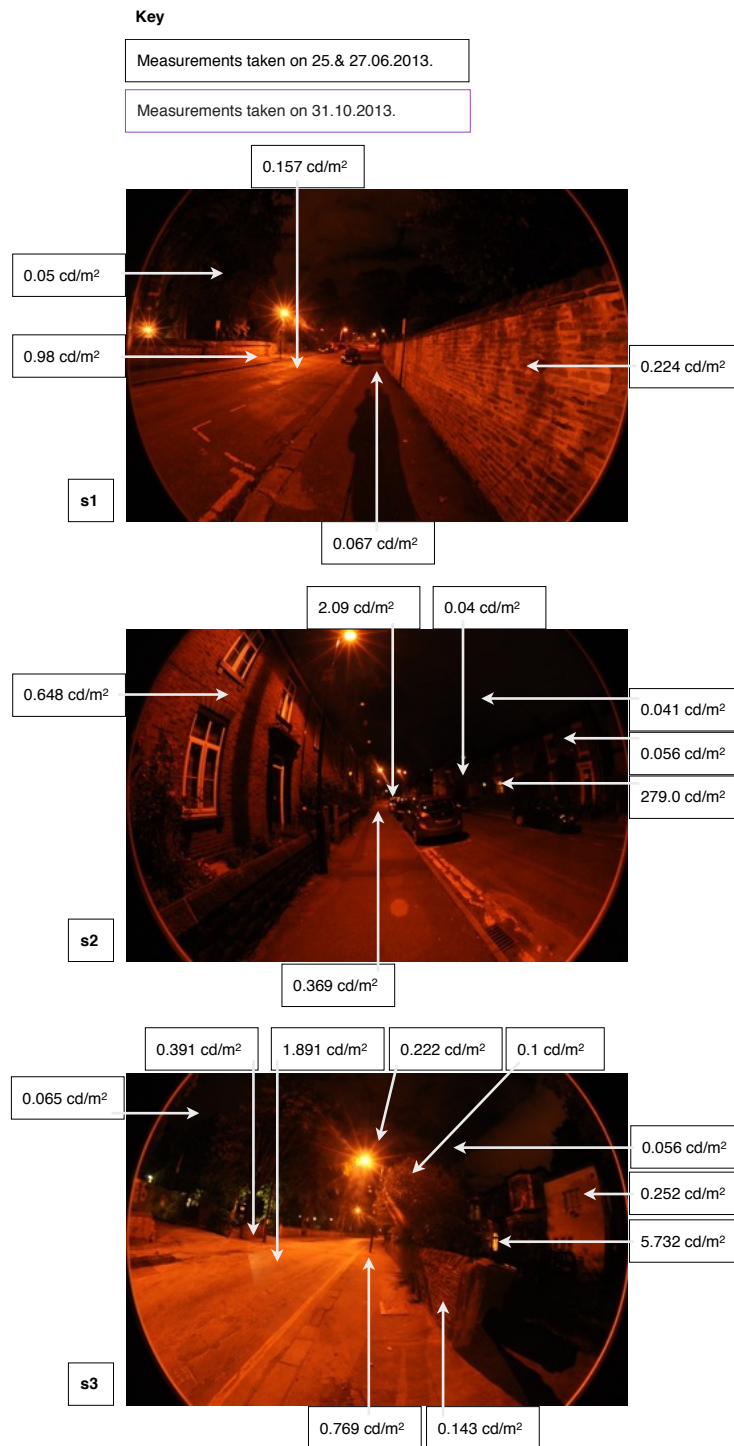 Key
Measurements taken on 25.& 27.06.2013.
Measurements taken on 31.10.2013.
0.157 cd/m²
0.05 cd/m²
0.98 cd/m²
0.224 cd/m²
s1
0.067 cd/m²
2.09 cd/m²
0.04 cd/m²
0.648 cd/m²
0.041 cd/m²
0.056 cd/m²
279.0 cd/m²
s2
0.369 cd/m²
0.391 cd/m²
1.891 cd/m²
0.222 cd/m²
0.1 cd/m²
0.065 cd/m²
0.056 cd/m²
0.252 cd/m²
5.732 cd/m²
s3
0.769 cd/m²
0.143 cd/m²